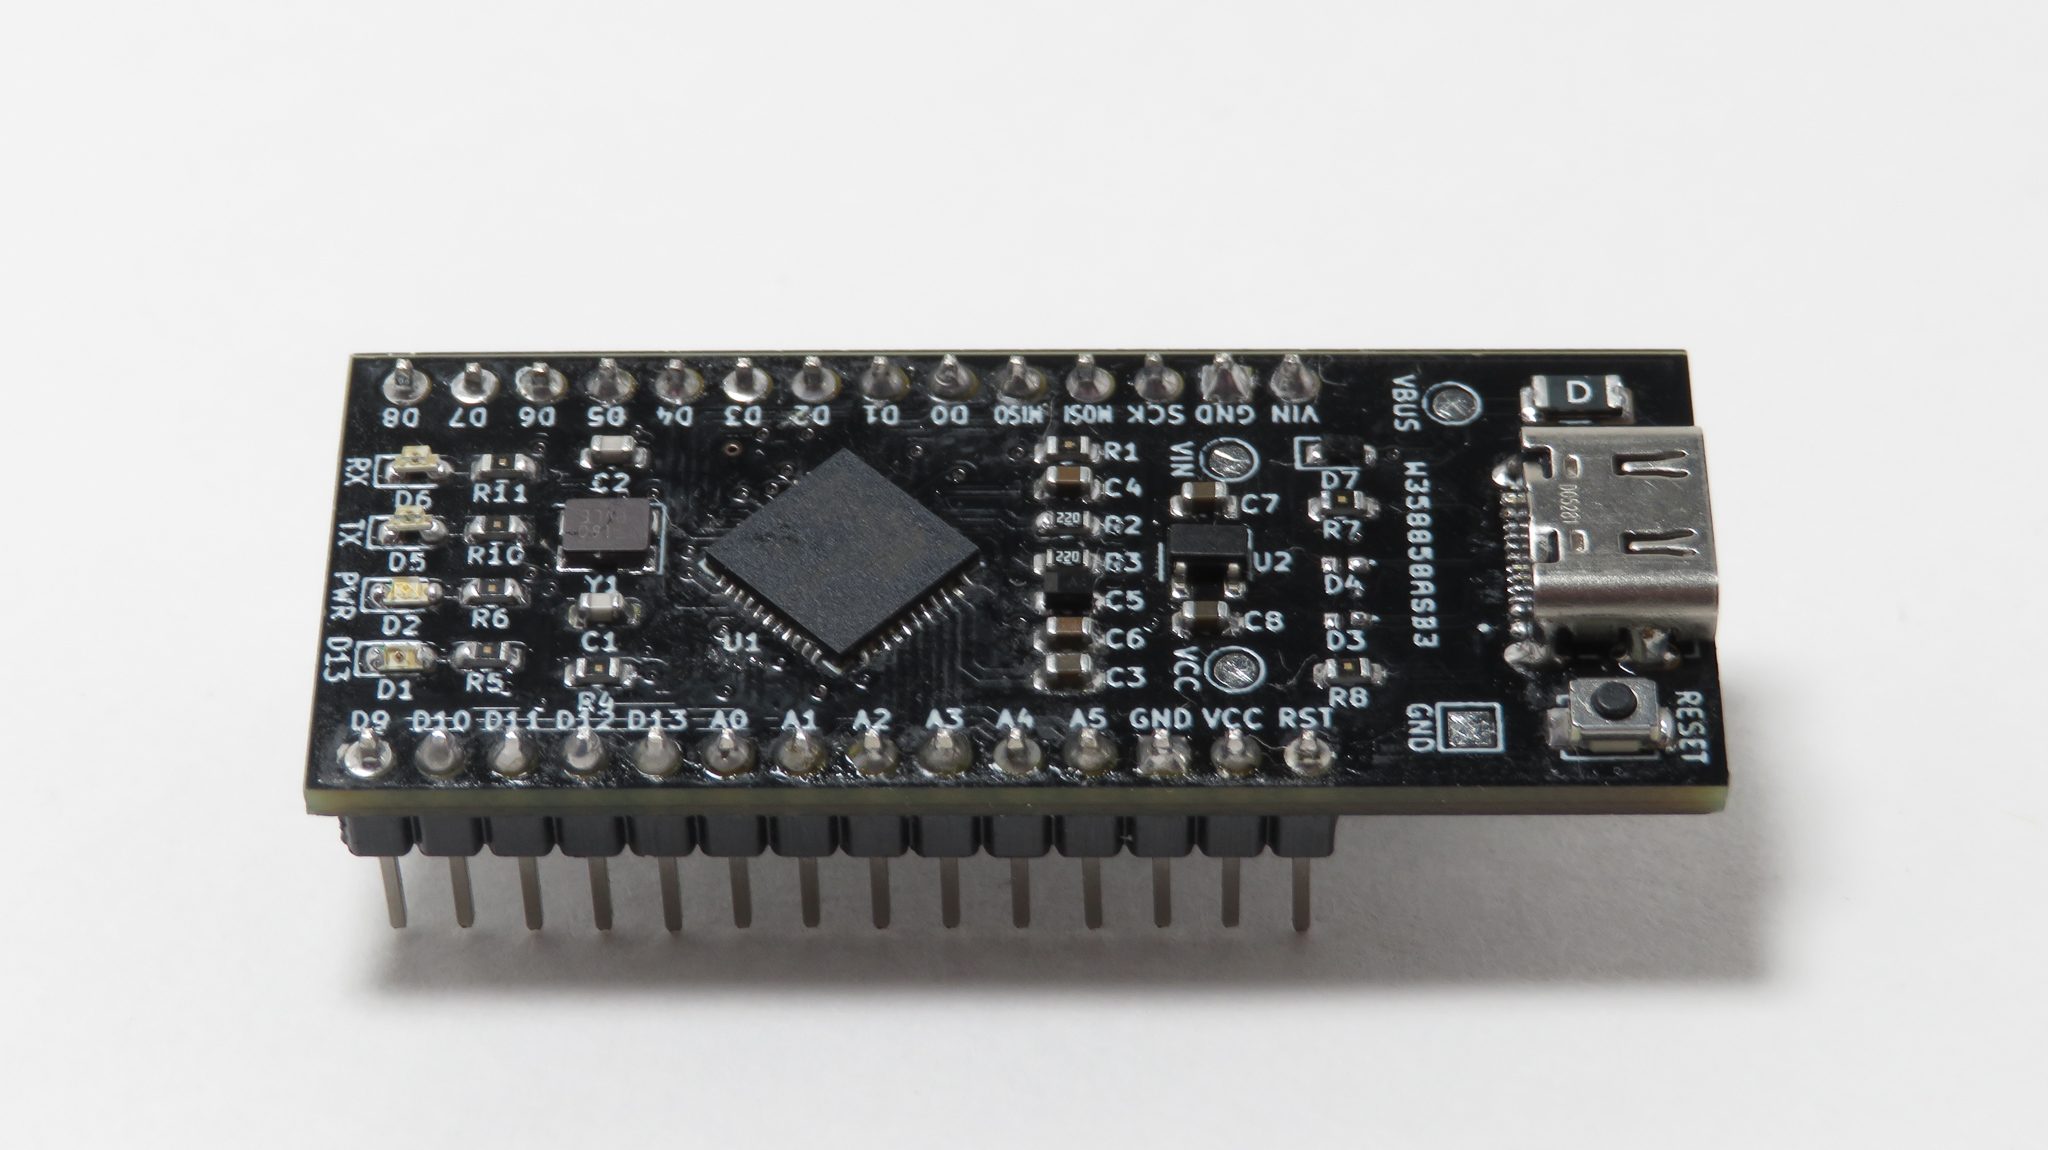 D8 D7 D6 D5 D4 D3 D2 D1 D0 MISO MOSI SCK GND VIN
VBUS
D
RX
D6
R11
C2
R1
C4
VIN
C7
D7
R7
W358858ASDB3
TX
D5
R10
Y1
220
R2
220
R3
C5
U2
D4
PWR
D2
R6
C1
U1
C6
C8
D3
D13
D1
R5
R4
C3
VCC
R8
GND
RESET
D9 D10 D11 D12 D13 A0 A1 A2 A3 A4 A5 GND VCC RST